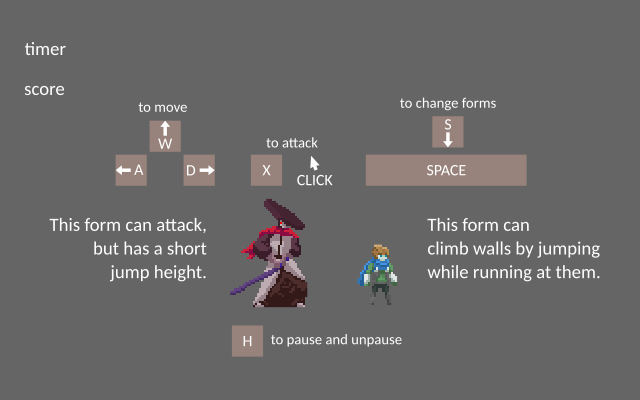 timer
score
to move
W
A
D
to attack
X
CLICK
to change forms
S
SPACE
This form can attack,
but has a short
jump height.
This form can
climb walls by jumping
while running at them.
H
to pause and unpause